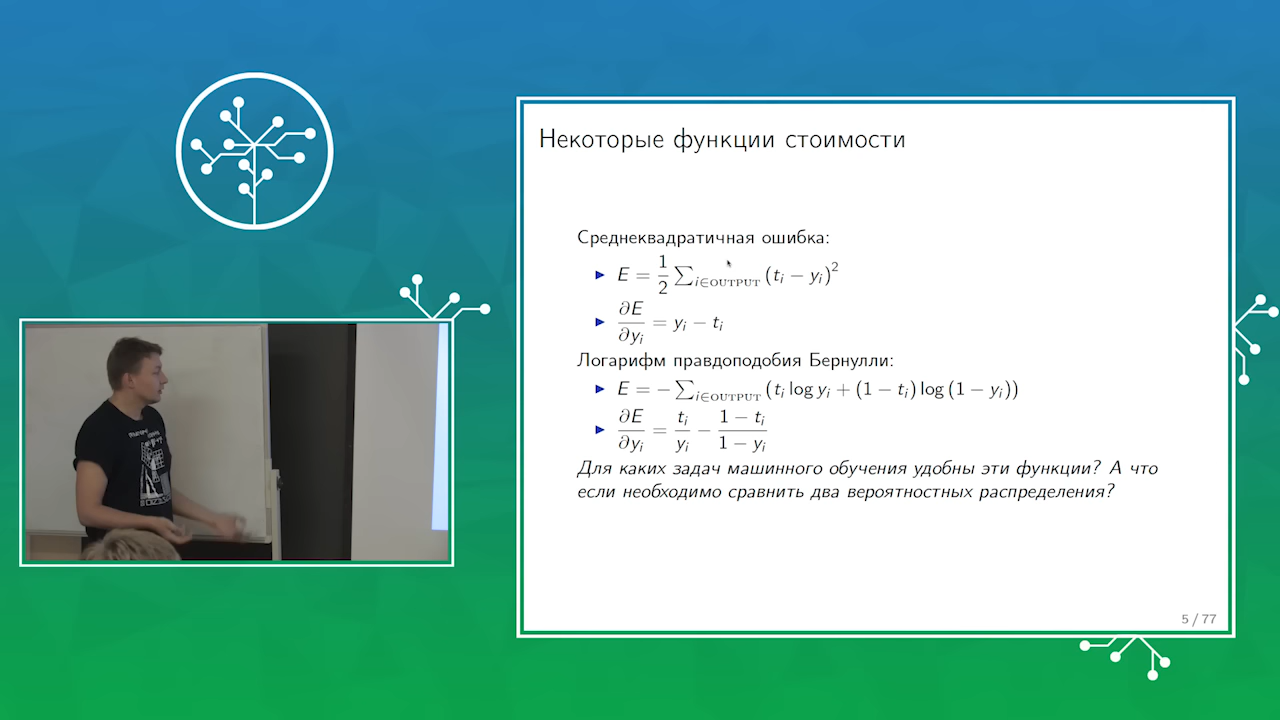 Некоторые функции стоимости
Среднеквадратичная ошибка:
E = 1/2 ∑_{i∈OUTPUT} (t_i − y_i)^2
∂E/∂y_i = y_i − t_i
Логарифм правдоподобия Бернулли:
E = − ∑_{i∈OUTPUT} (t_i log y_i + (1 − t_i) log (1 − y_i))
∂E/∂y_i = t_i/y_i − (1 − t_i)/(1 − y_i)
Для каких задач машинного обучения удобны эти функции? А что
если необходимо сравнить два вероятностных распределения?
5 / 77